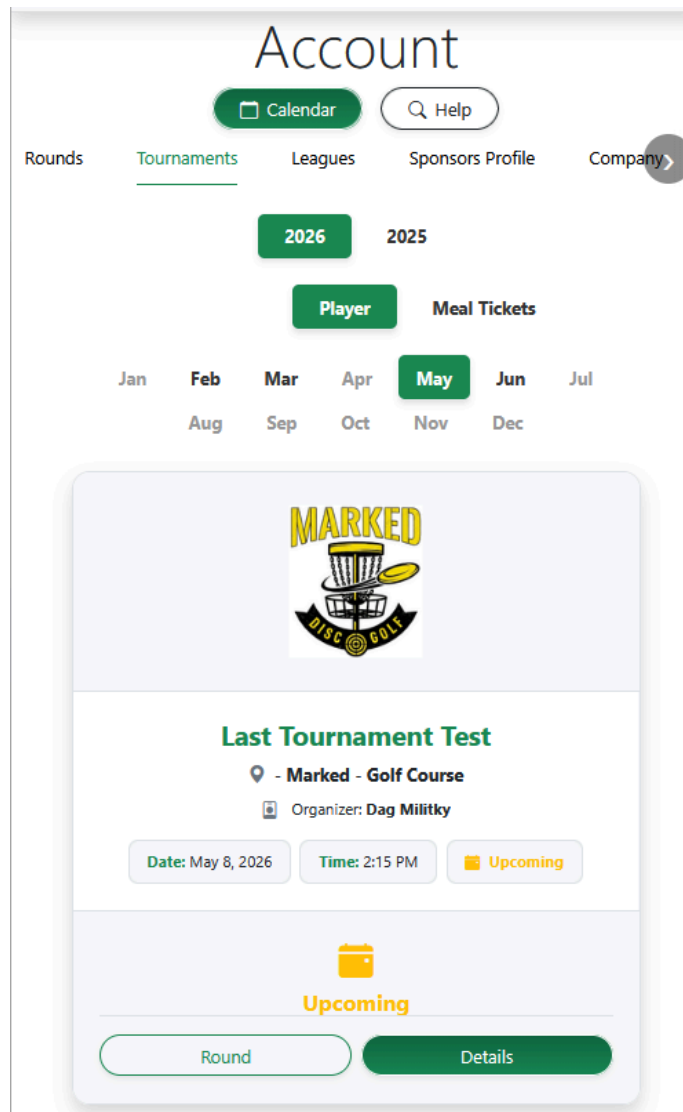 Account
Calendar Help
Rounds Tournaments Leagues Sponsors Profile Company
2026 2025
Player Meal Tickets
Jan Feb Mar Apr May Jun Jul
Aug Sep Oct Nov Dec
MARKED
DISC GOLF
Last Tournament Test
- Marked - Golf Course
Organizer: Dag Militky
Date: May 8, 2026 Time: 2:15 PM Upcoming
Upcoming
Round Details